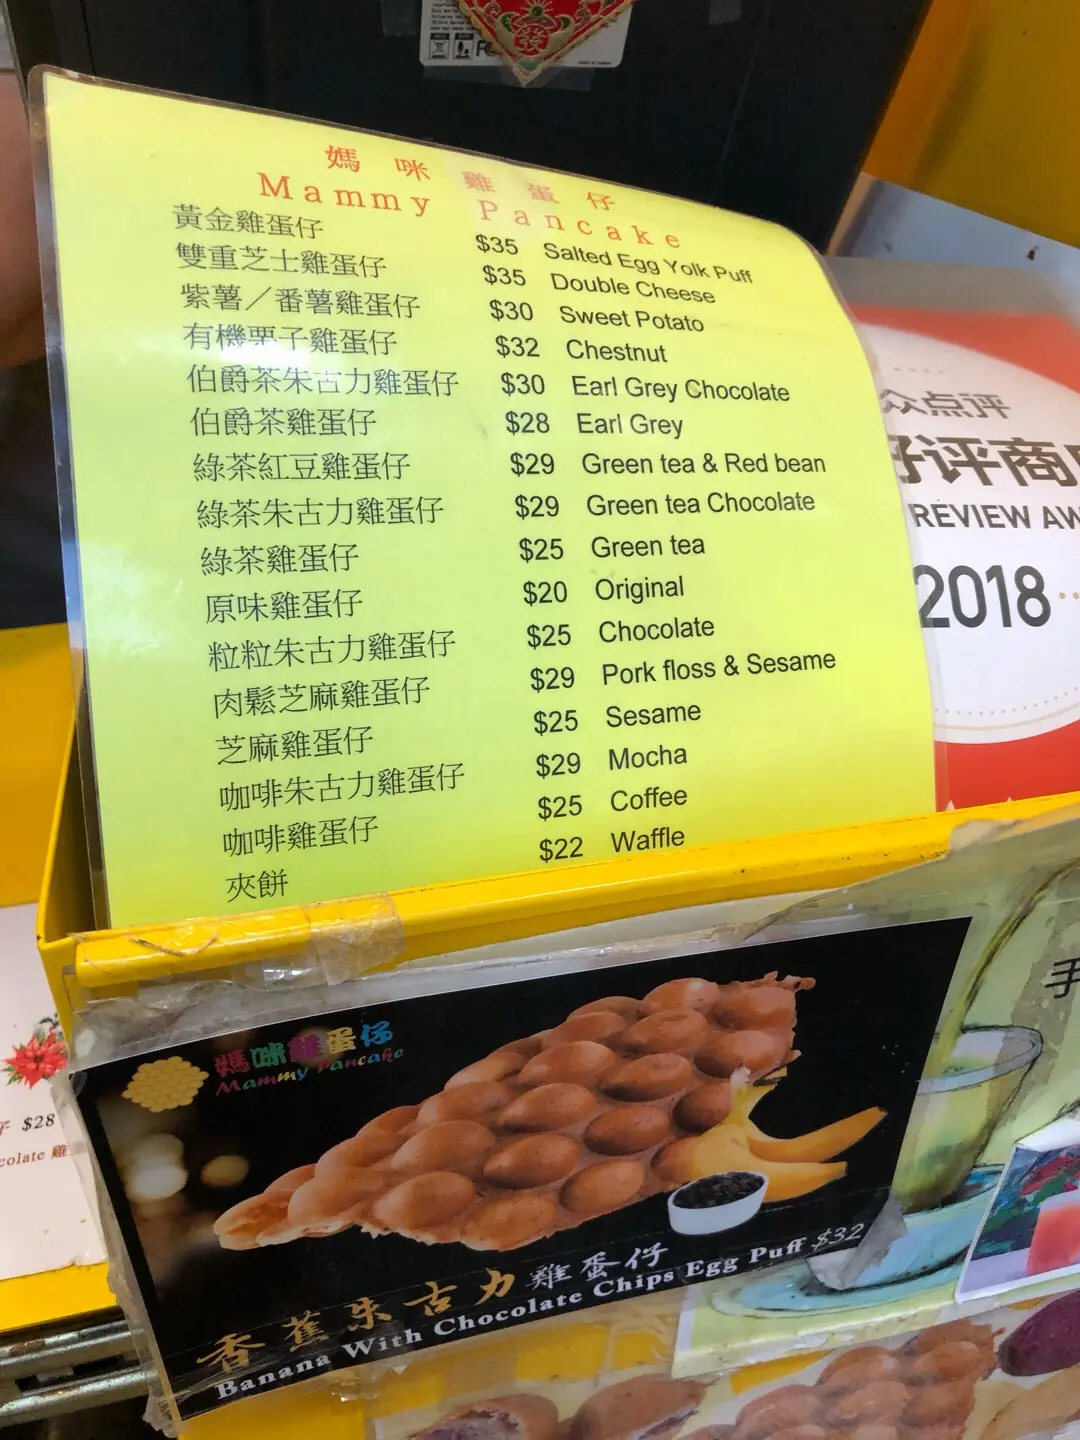 媽咪雞蛋仔
Mammy Pancake
黃金雞蛋仔 $35 Salted Egg Yolk Puff
雙重芝士雞蛋仔 $35 Double Cheese
紫薯／番薯雞蛋仔 $30 Sweet Potato
有機栗子雞蛋仔 $32 Chestnut
伯爵茶朱古力雞蛋仔 $30 Earl Grey Chocolate
伯爵茶雞蛋仔 $28 Earl Grey
綠茶紅豆雞蛋仔 $29 Green tea & Red bean
綠茶朱古力雞蛋仔 $29 Green tea Chocolate
綠茶雞蛋仔 $25 Green tea
原味雞蛋仔 $20 Original
粒粒朱古力雞蛋仔 $25 Chocolate
肉鬆芝麻雞蛋仔 $29 Pork floss & Sesame
芝麻雞蛋仔 $25 Sesame
咖啡朱古力雞蛋仔 $29 Mocha
咖啡雞蛋仔 $25 Coffee
夾餅 $22 Waffle
众点评
评商
REVIEW AW
2018
媽咪雞蛋仔
Mammy Pancake
香蕉朱古力雞蛋仔
Banana With Chocolate Chips Egg Puff $32
仔 $28
colate 雞
手